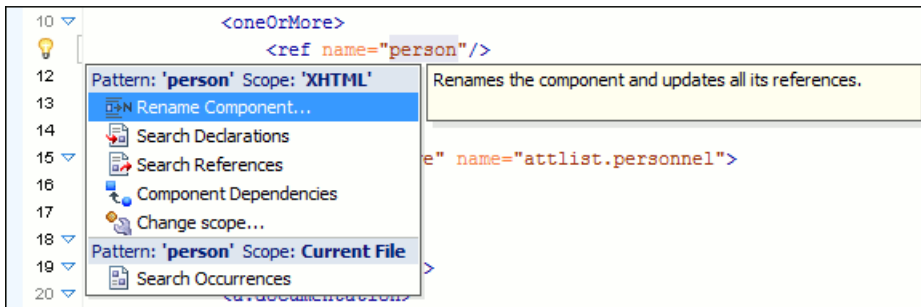 10 <oneOrMore>
<ref name="person"/>
12 Pattern: 'person' Scope: 'XHTML' Renames the component and updates all its references.
13 Rename Component...
14 Search Declarations
15 Search References e" name="attlist.personnel">
16 Component Dependencies
17 Change scope...
18 Pattern: 'person' Scope: Current File
19 Search Occurrences >
20 <a:documentation>